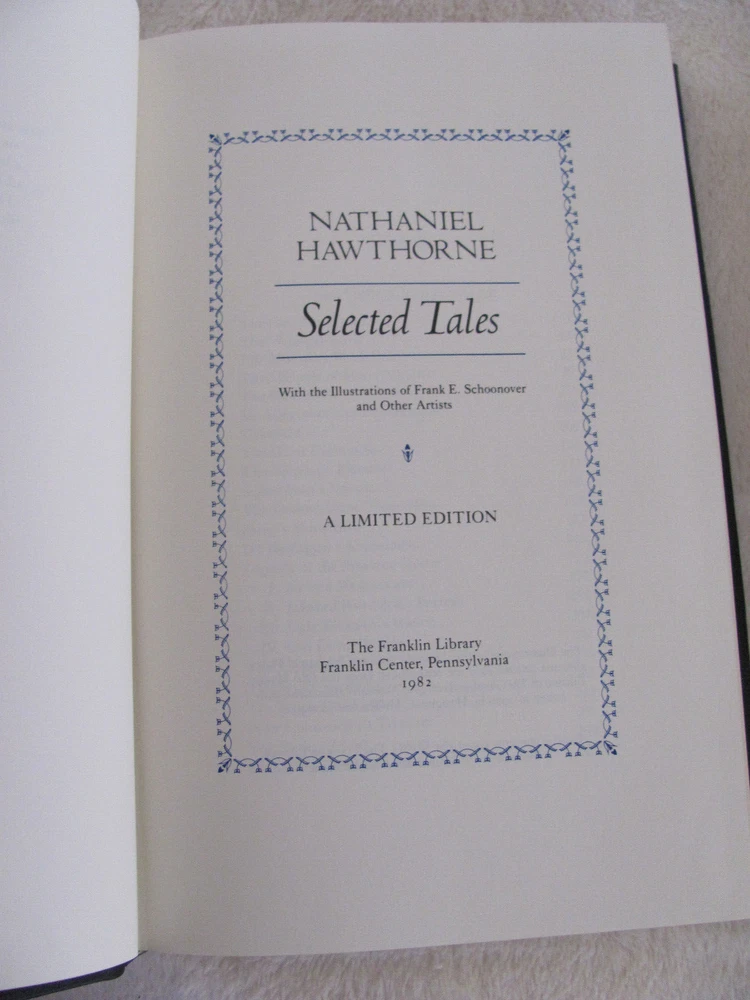 NATHANIEL
HAWTHORNE
Selected Tales
With the Illustrations of Frank E. Schoonover
and Other Artists
A LIMITED EDITION
The Franklin Library
Franklin Center, Pennsylvania
1982